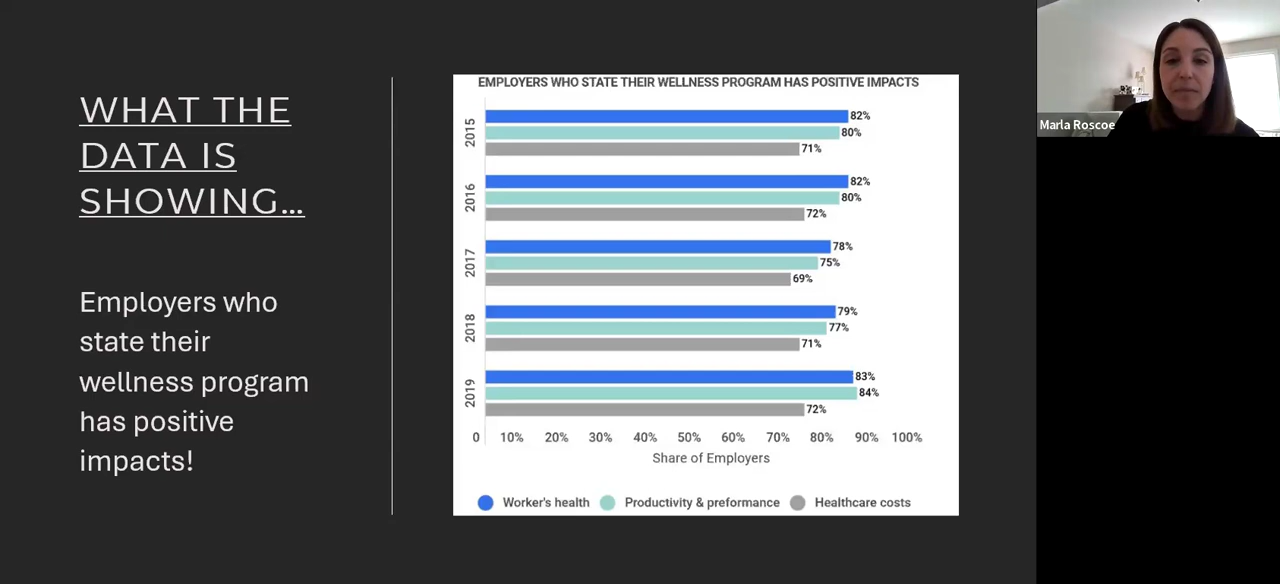 WHAT THE
DATA IS
SHOWING...
Employers who
state their
wellness program
has positive
impacts!
EMPLOYERS WHO STATE THEIR WELLNESS PROGRAM HAS POSITIVE IMPACTS
2015
82%
80%
71%
2016
82%
80%
72%
2017
78%
75%
69%
2018
79%
77%
71%
2019
83%
84%
72%
0 10% 20% 30% 40% 50% 60% 70% 80% 90% 100%
Share of Employers
Worker's health Productivity & preformance Healthcare costs
Marla Roscoe